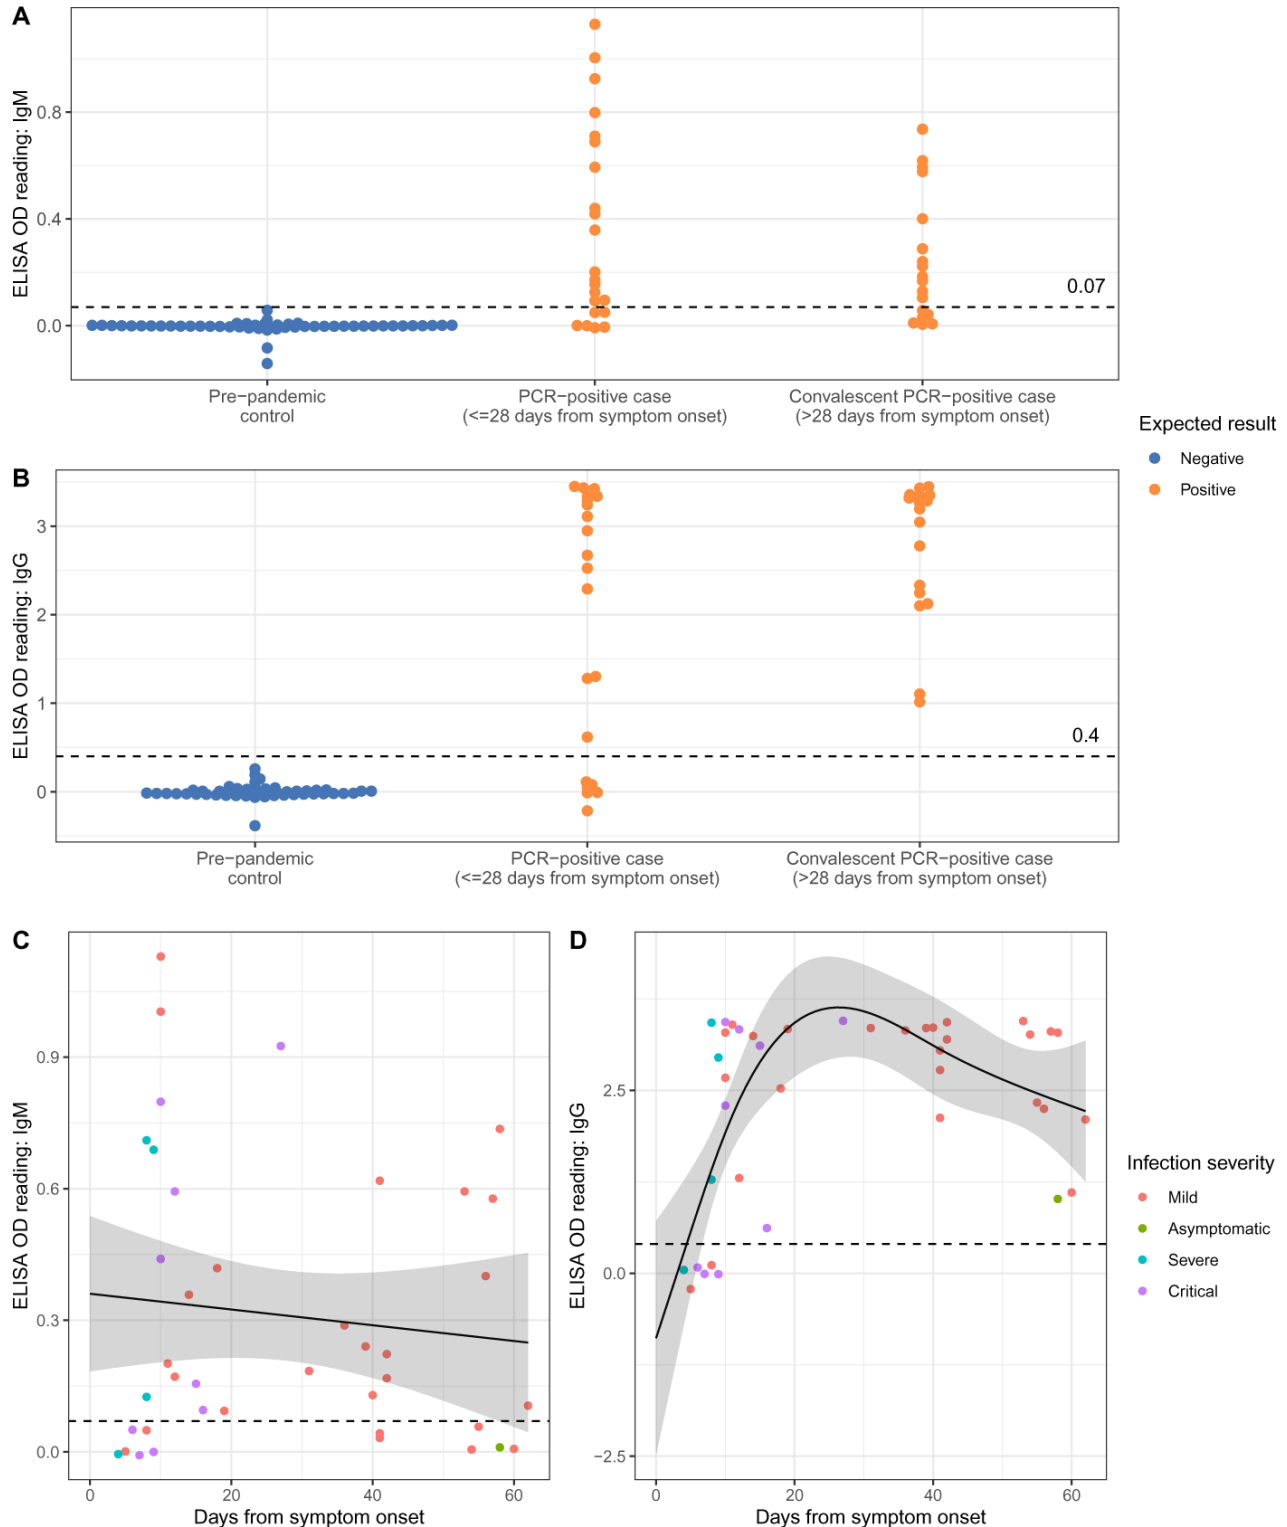 A
ELISA OD reading: IgM
0.8
0.4
0.0
0.07
Pre−pandemic
control
PCR−positive case
(<=28 days from symptom onset)
Convalescent PCR−positive case
(>28 days from symptom onset)
Expected result
Negative
Positive
B
ELISA OD reading: IgG
3
2
1
0
0.4
Pre−pandemic
control
PCR−positive case
(<=28 days from symptom onset)
Convalescent PCR−positive case
(>28 days from symptom onset)
C
ELISA OD reading: IgM
0.9
0.6
0.3
0.0
0
20
40
60
Days from symptom onset
D
ELISA OD reading: IgG
2.5
0.0
−2.5
0
20
40
60
Days from symptom onset
Infection severity
Mild
Asymptomatic
Severe
Critical